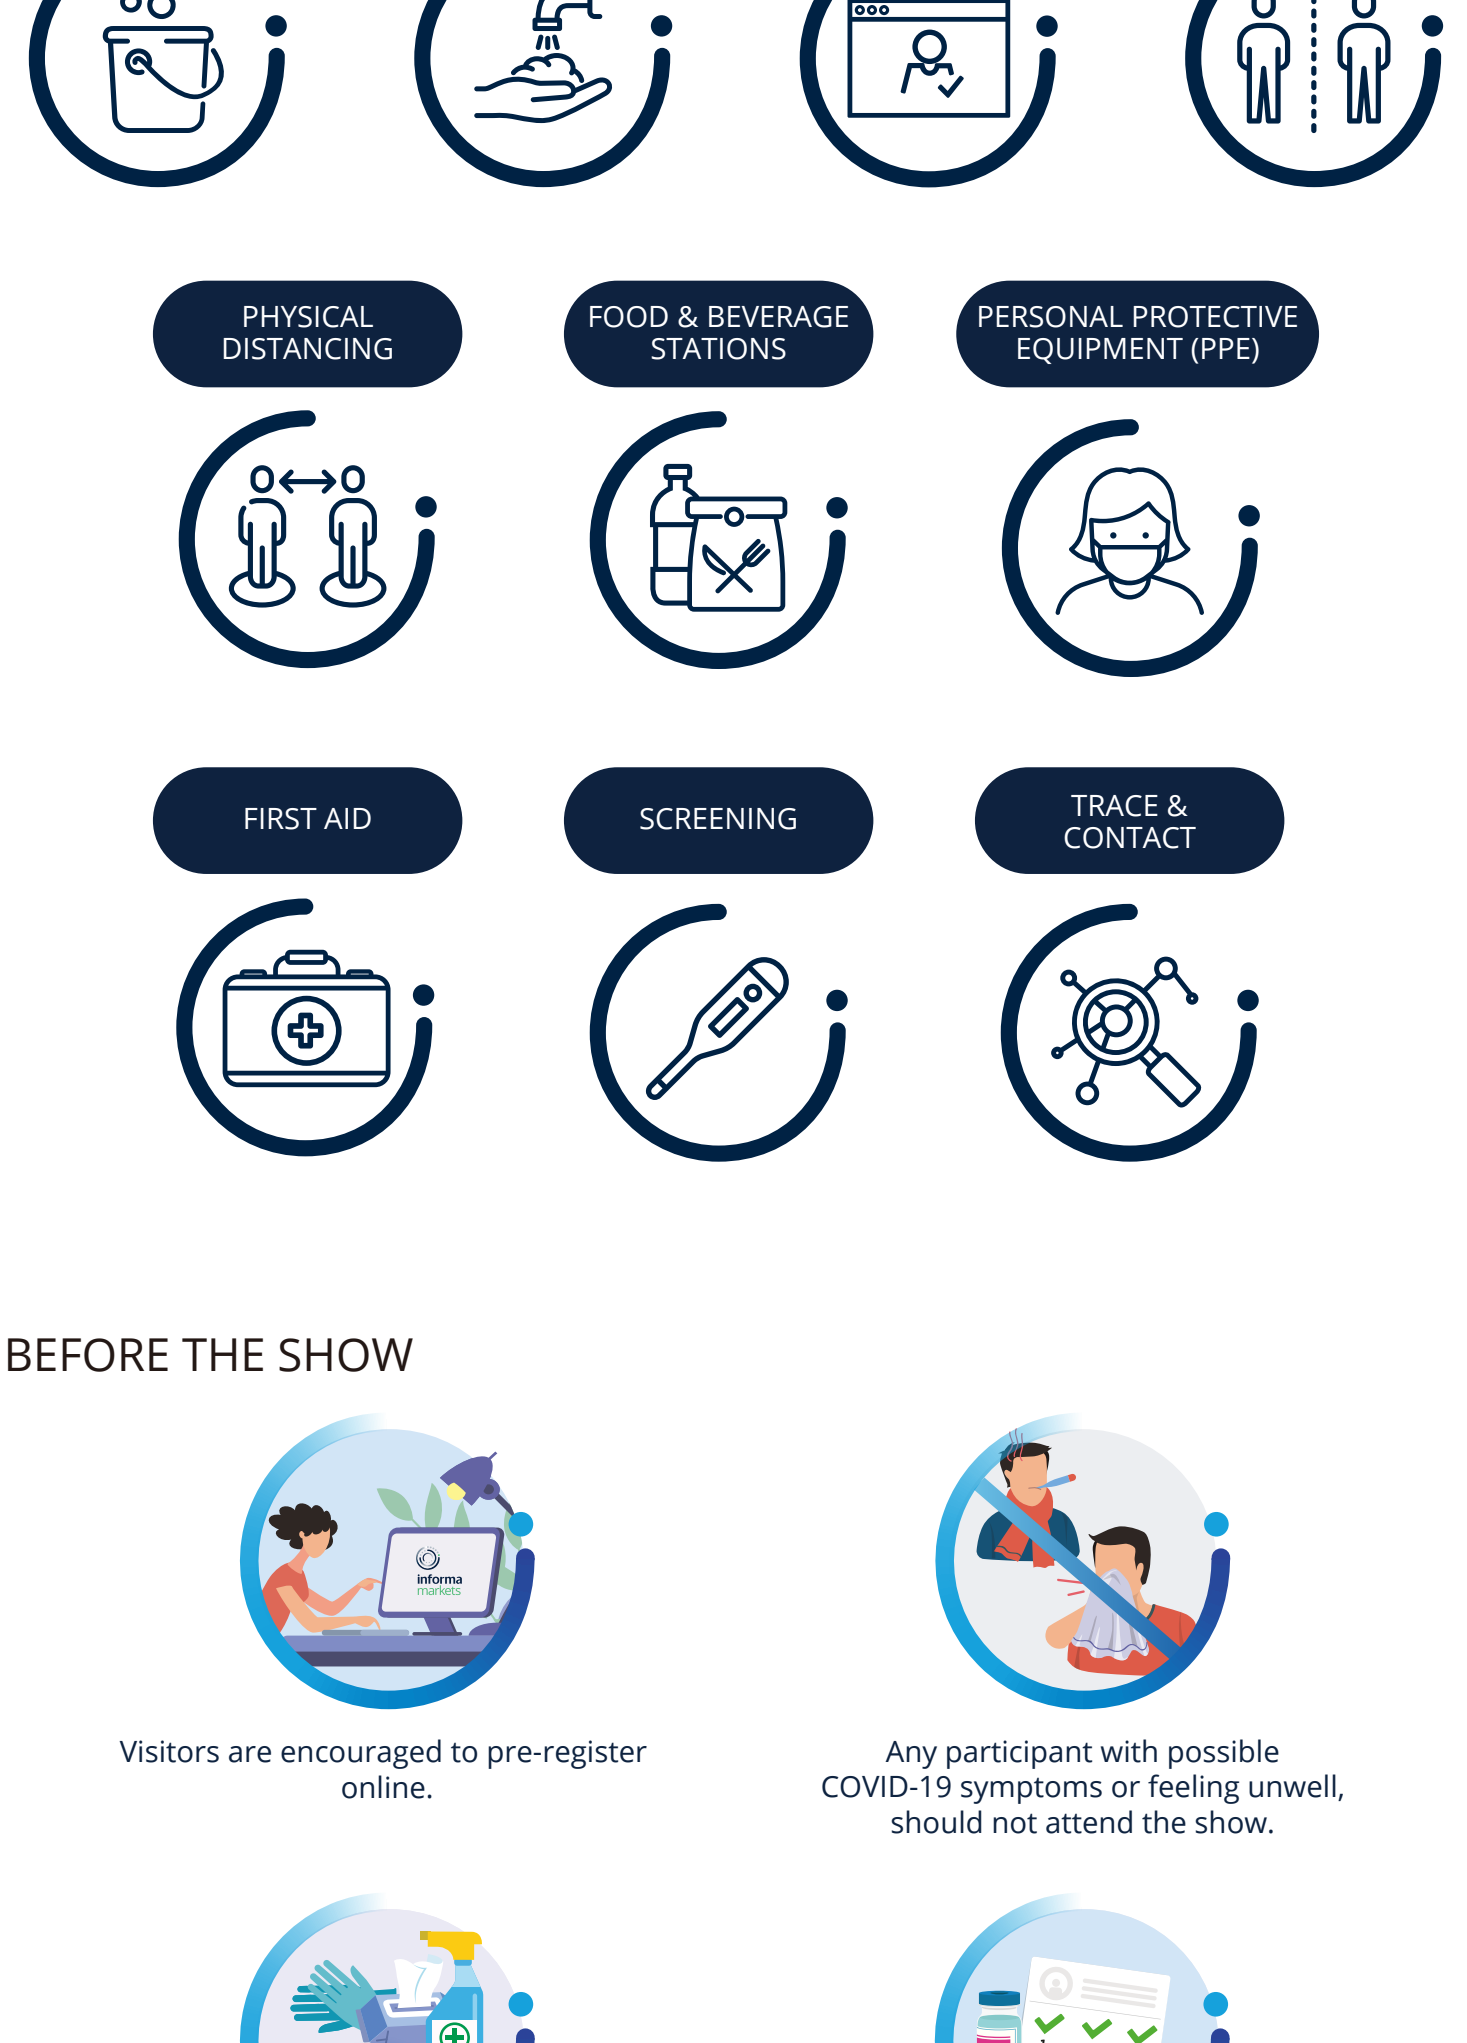 PHYSICAL
DISTANCING
FOOD & BEVERAGE
STATIONS
PERSONAL PROTECTIVE
EQUIPMENT (PPE)
FIRST AID
SCREENING
TRACE &
CONTACT
BEFORE THE SHOW
informa
markets
Visitors are encouraged to pre-register
online.
Any participant with possible
COVID-19 symptoms or feeling unwell,
should not attend the show.